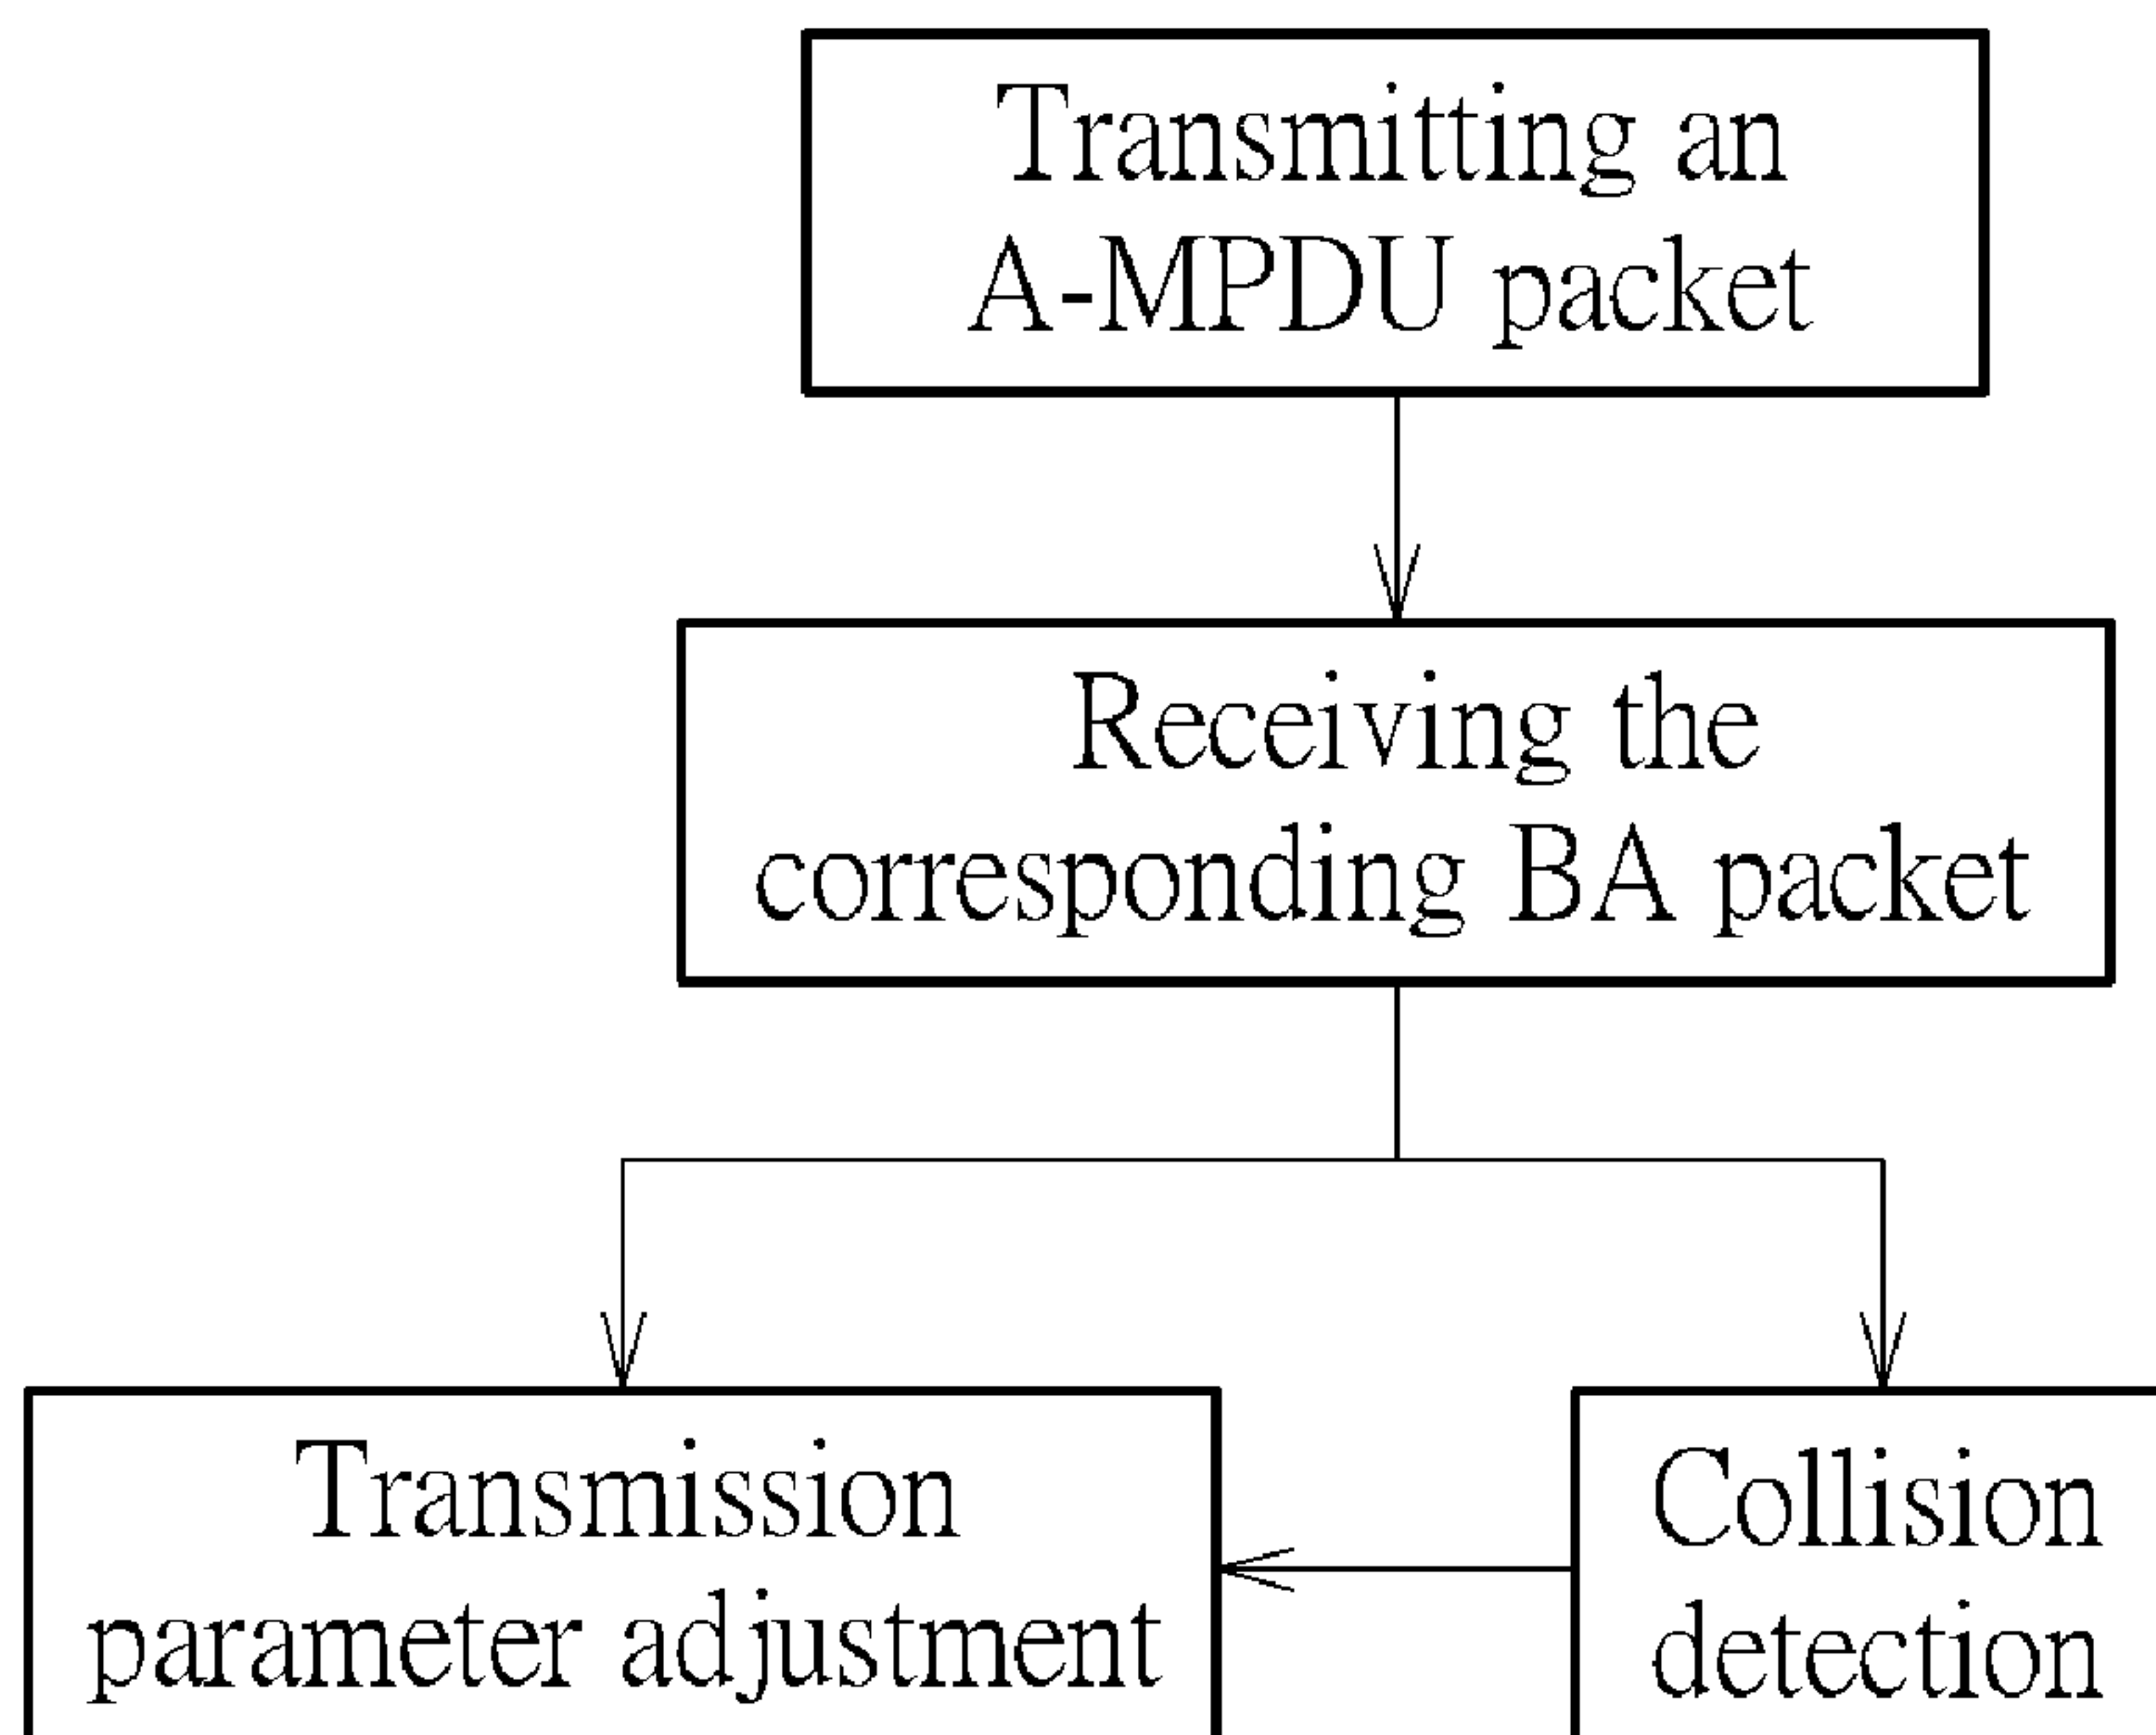 Transmitting an
A-MPDU packet
Receiving the
corresponding BA packet
Transmission
parameter adjustment
Collision
detection